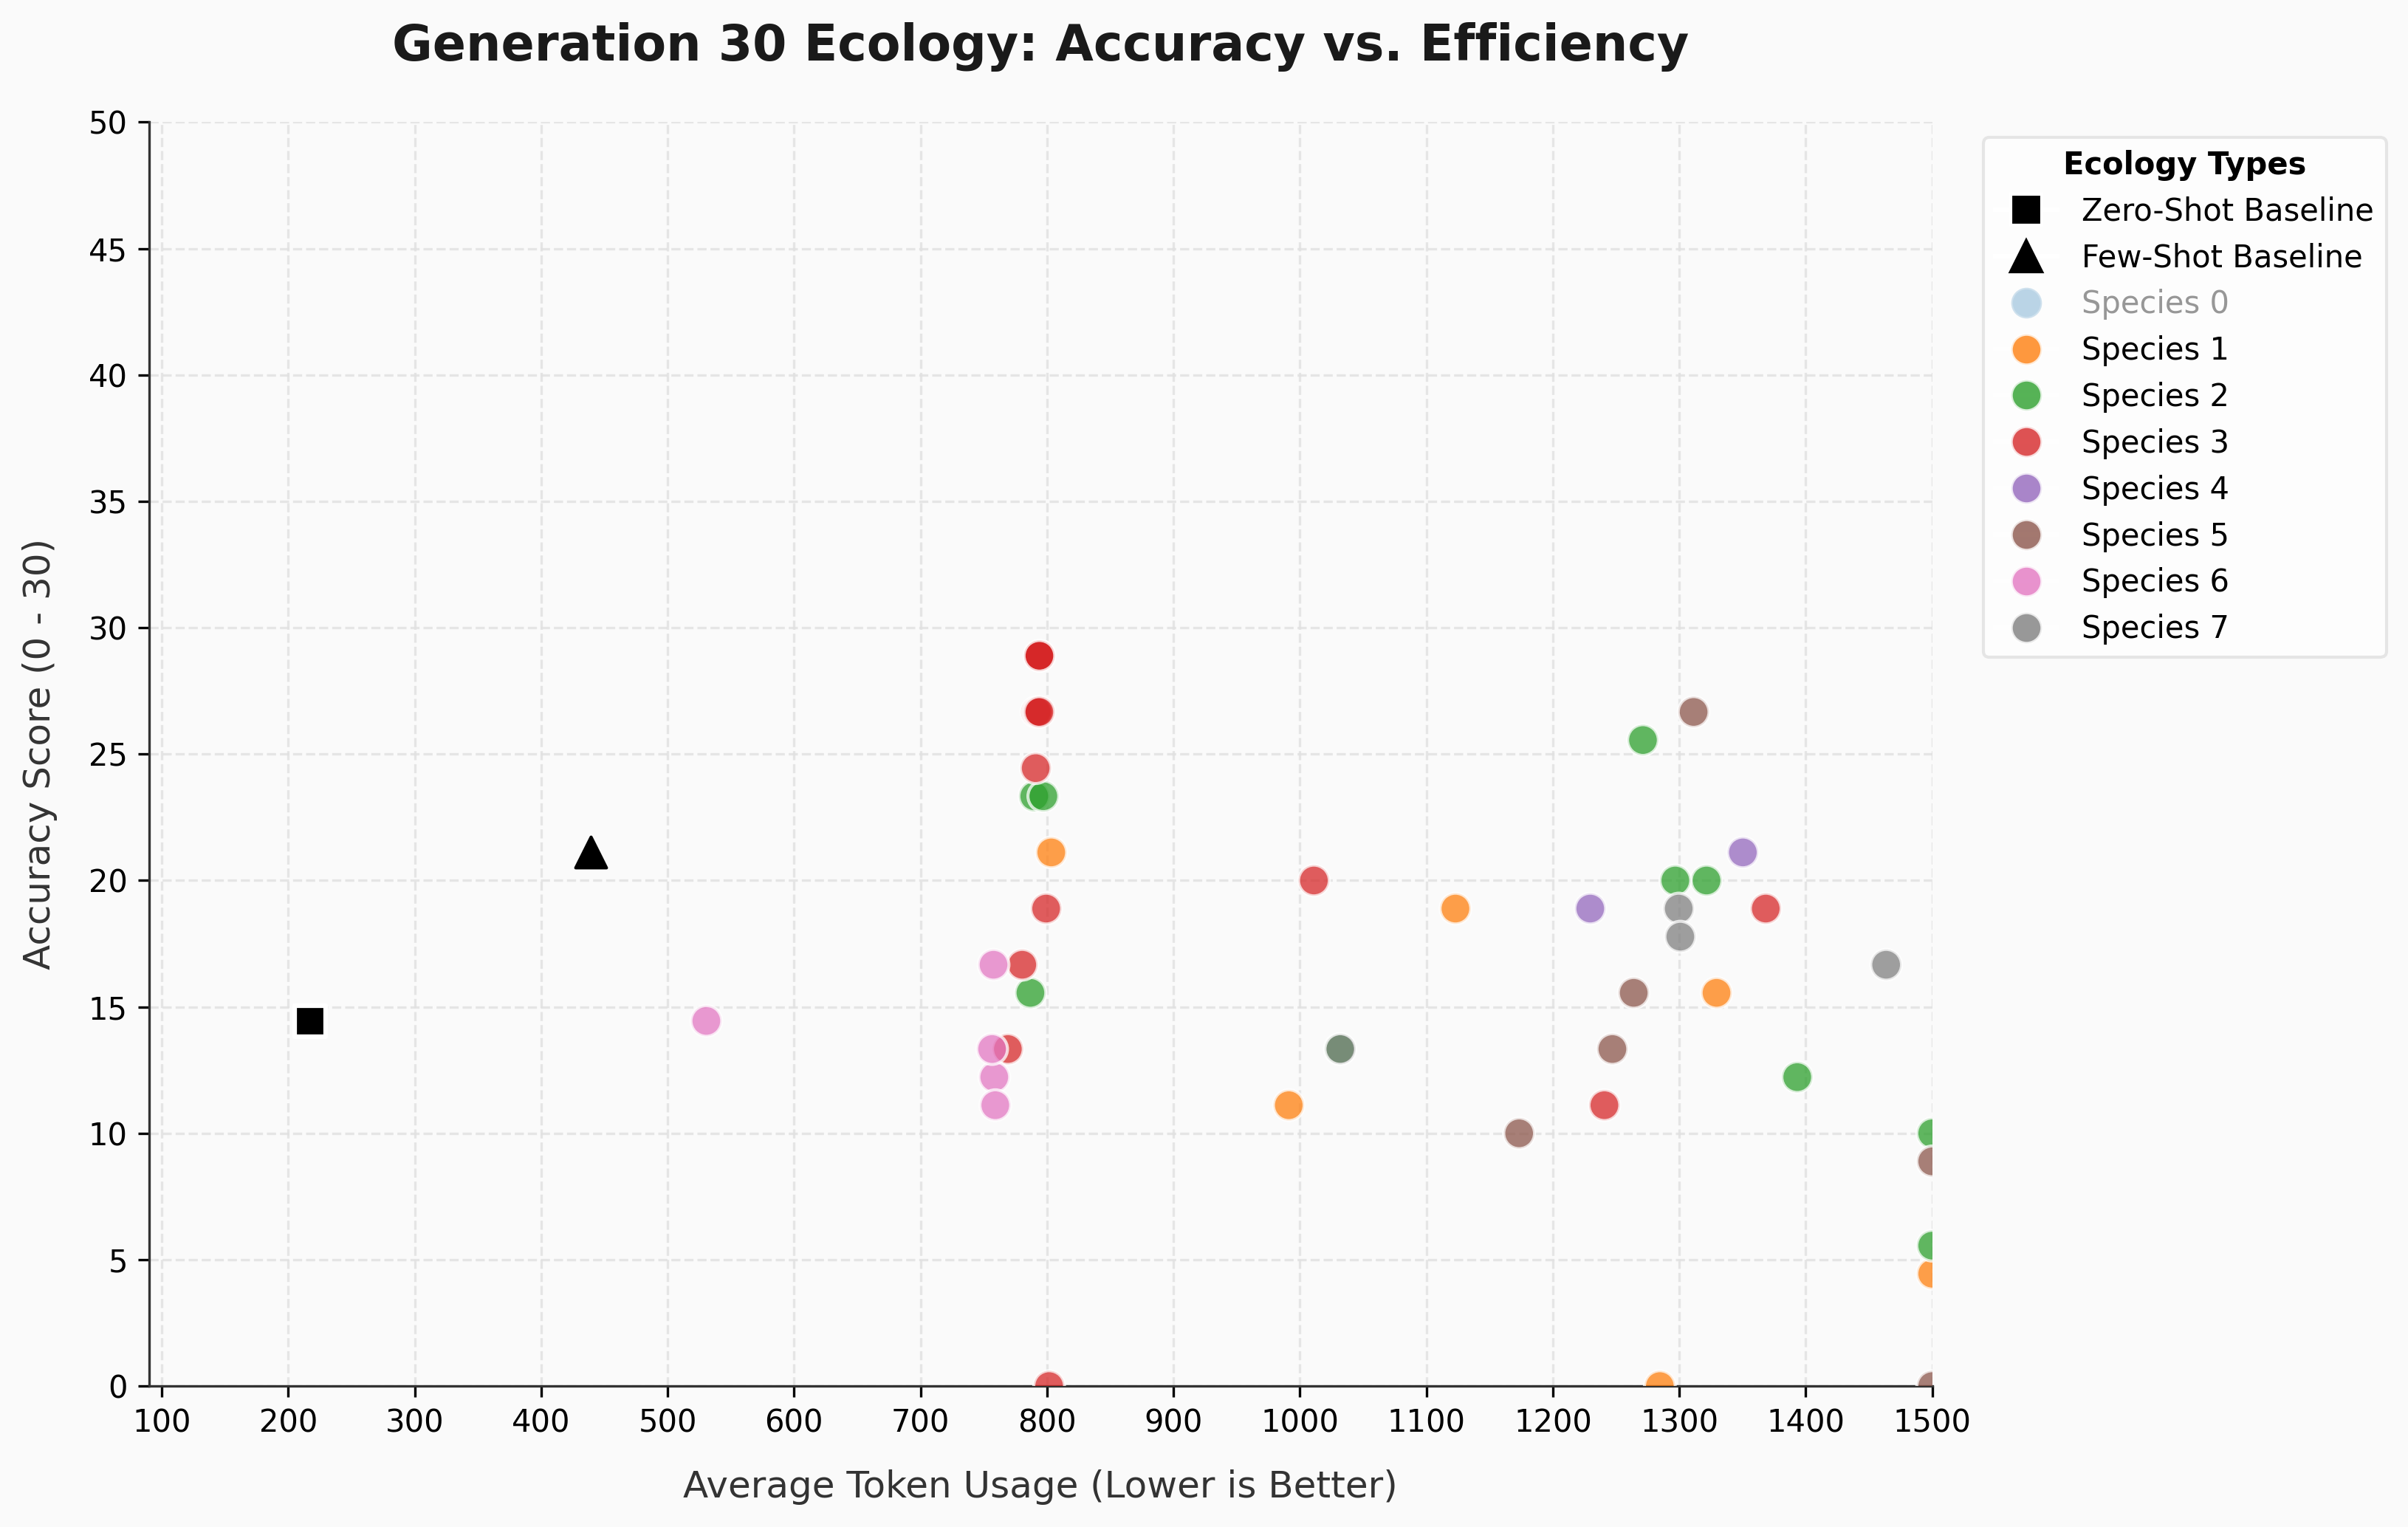 Generation 30 Ecology: Accuracy vs. Efficiency
50
45
40
35
30
25
20
15
10
5
0
Accuracy Score (0 - 30)
100 200 300 400 500 600 700 800 900 1000 1100 1200 1300 1400 1500
Average Token Usage (Lower is Better)
Ecology Types
Zero-Shot Baseline
Few-Shot Baseline
Species 0
Species 1
Species 2
Species 3
Species 4
Species 5
Species 6
Species 7